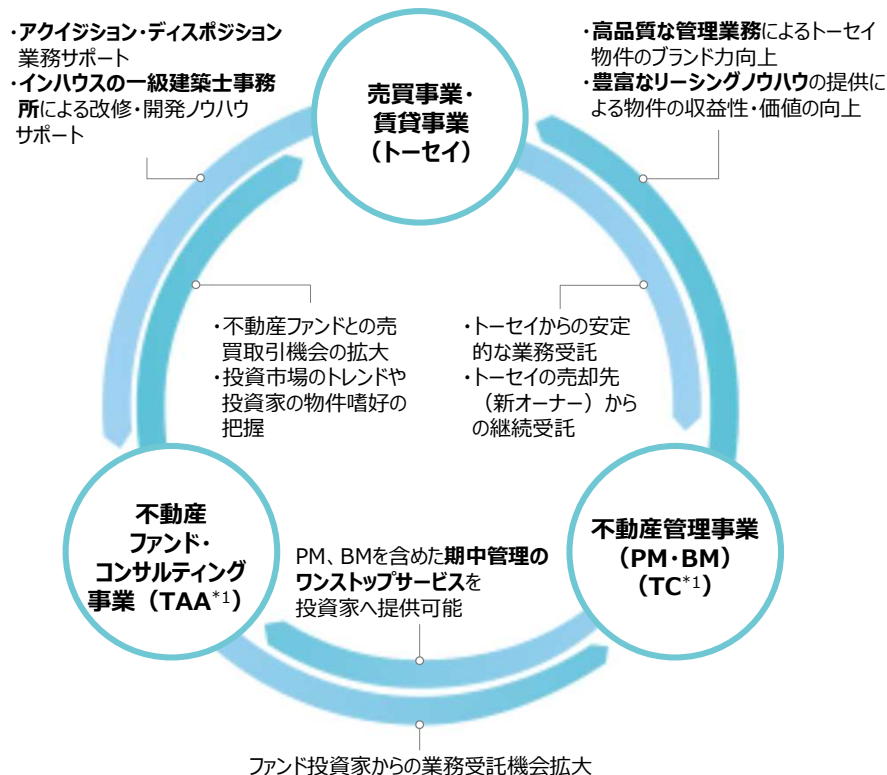 ・アクイジション・ディスポジション
業務サポート
・インハウスの一級建築士事務
所による改修・開発ノウハウ
サポート
・高品質な管理業務によるトーセイ
物件のブランド力向上
・豊富なリーシングノウハウの提供に
よる物件の収益性・価値の向上
売買事業・
賃貸事業
（トーセイ）
・不動産ファンドとの売
買取引機会の拡大
・投資市場のトレンドや
投資家の物件嗜好の
把握
・トーセイからの安定
的な業務受託
・トーセイの売却先
（新オーナー）から
の継続受託
不動産
ファンド・
コンサルティング
事業（TAA*1）
PM、BMを含めた期中管理の
ワンストップサービスを
投資家へ提供可能
不動産管理事業
（PM・BM）
（TC*1）
ファンド投資家からの業務受託機会拡大